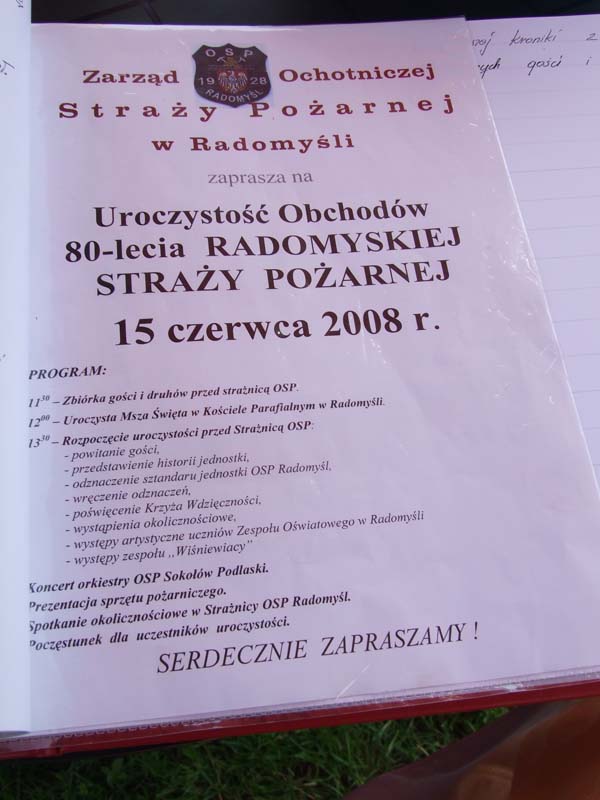 szej kroniki z
ych gości i
OSP
1928
RADOMYŚL
Zarząd Ochotniczej
Straży Pożarnej
w Radomyśli
zaprasza na
Uroczystość Obchodów
80-lecia RADOMYSKIEJ
STRAŻY POŻARNEJ
15 czerwca 2008 r.
PROGRAM:
11³⁰ – Zbiórka gości i druhów przed strażnicą OSP.
12⁰⁰ – Uroczysta Msza Święta w Kościele Parafialnym w Radomyśli.
13³⁰ – Rozpoczęcie uroczystości przed Strażnicą OSP:
- powitanie gości,
- przedstawienie historii jednostki,
- odznaczenie sztandaru jednostki OSP Radomyśl,
- wręczenie odznaczeń,
- poświęcenie Krzyża Wdzięczności,
- wystąpienia okolicznościowe,
- występy artystyczne uczniów Zespołu Oświatowego w Radomyśli
- występy zespołu ,,Wiśniewiacy”
Koncert orkiestry OSP Sokołów Podlaski.
Prezentacja sprzętu pożarniczego.
Spotkanie okolicznościowe w Strażnicy OSP Radomyśl.
Poczęstunek dla uczestników uroczystości.
SERDECZNIE ZAPRASZAMY !